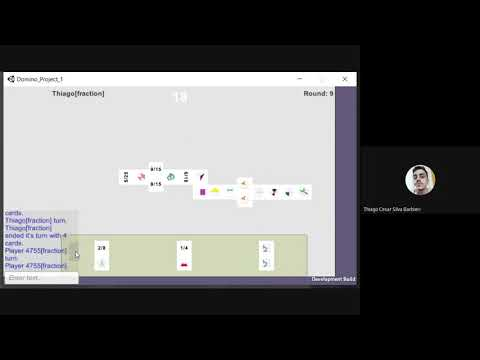 Domino_Project_1
Thiago[fraction]
18
Round: 9
9/15
9/15
cards.
Thiago[fraction] turn.
Thiago[fraction]
ended it's turn with 4
cards.
Player 4755[fraction]
turn.
Player 4755[fraction]
Enter text...
2/8
1/4
Development Build
Thiago Cesar Silva Barbieri